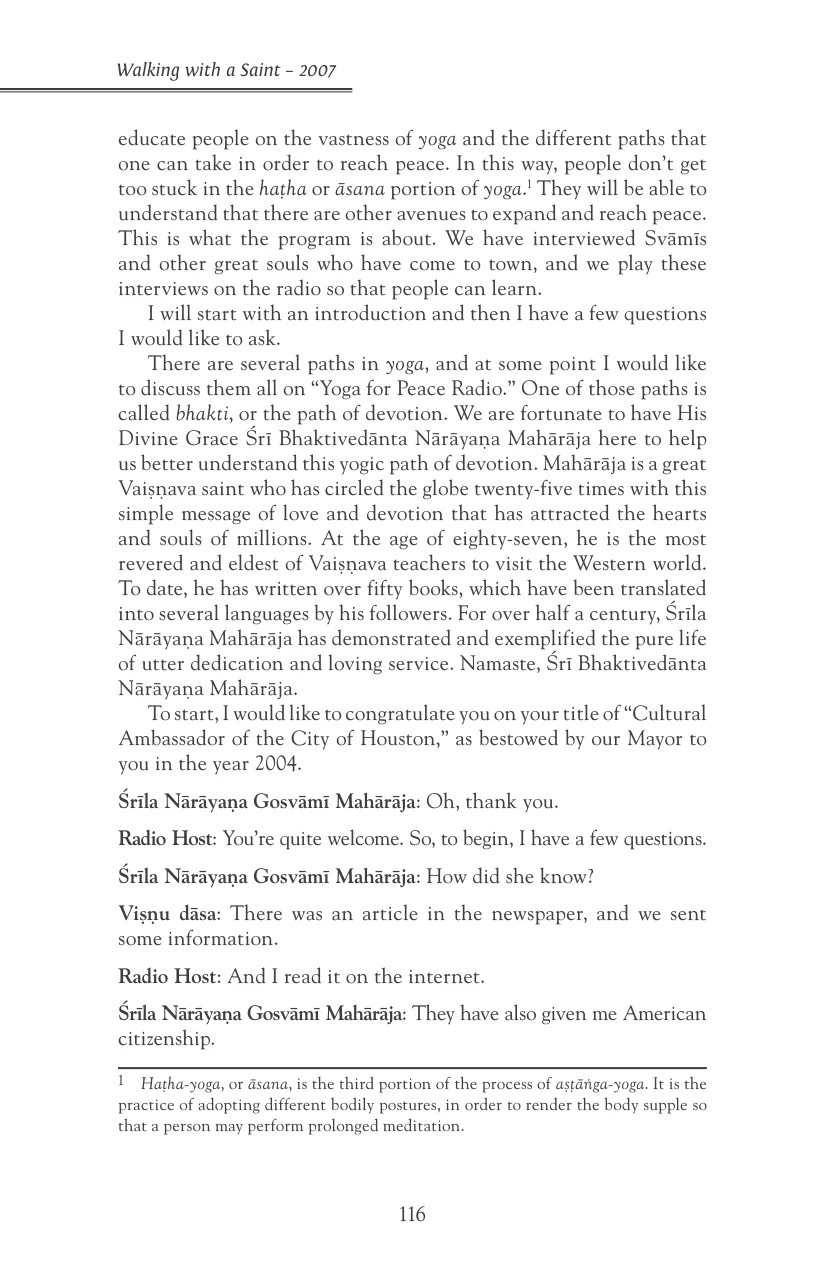 Walking with a Saint – 2007
educate people on the vastness of yoga and the different paths that
one can take in order to reach peace. In this way, people don’t get
too stuck in the haṭha or āsana portion of yoga.1 They will be able to
understand that there are other avenues to expand and reach peace.
This is what the program is about. We have interviewed Svāmīs
and other great souls who have come to town, and we play these
interviews on the radio so that people can learn.
I will start with an introduction and then I have a few questions
I would like to ask.
There are several paths in yoga, and at some point I would like
to discuss them all on “Yoga for Peace Radio.” One of those paths is
called bhakti, or the path of devotion. We are fortunate to have His
Divine Grace Śrī Bhaktivedānta Nārāyaṇa Mahārāja here to help
us better understand this yogic path of devotion. Mahārāja is a great
Vaiṣṇava saint who has circled the globe twenty-five times with this
simple message of love and devotion that has attracted the hearts
and souls of millions. At the age of eighty-seven, he is the most
revered and eldest of Vaiṣṇava teachers to visit the Western world.
To date, he has written over fifty books, which have been translated
into several languages by his followers. For over half a century, Śrīla
Nārāyaṇa Mahārāja has demonstrated and exemplified the pure life
of utter dedication and loving service. Namaste, Śrī Bhaktivedānta
Nārāyaṇa Mahārāja.
To start, I would like to congratulate you on your title of “Cultural
Ambassador of the City of Houston,” as bestowed by our Mayor to
you in the year 2004.
Śrīla Nārāyaṇa Gosvāmī Mahārāja: Oh, thank you.
Radio Host: You’re quite welcome. So, to begin, I have a few questions.
Śrīla Nārāyaṇa Gosvāmī Mahārāja: How did she know?
Viṣṇu dāsa: There was an article in the newspaper, and we sent
some information.
Radio Host: And I read it on the internet.
Śrīla Nārāyaṇa Gosvāmī Mahārāja: They have also given me American
citizenship.
1 Haṭha-yoga, or āsana, is the third portion of the process of aṣṭāṅga-yoga. It is the
practice of adopting different bodily postures, in order to render the body supple so
that a person may perform prolonged meditation.
116